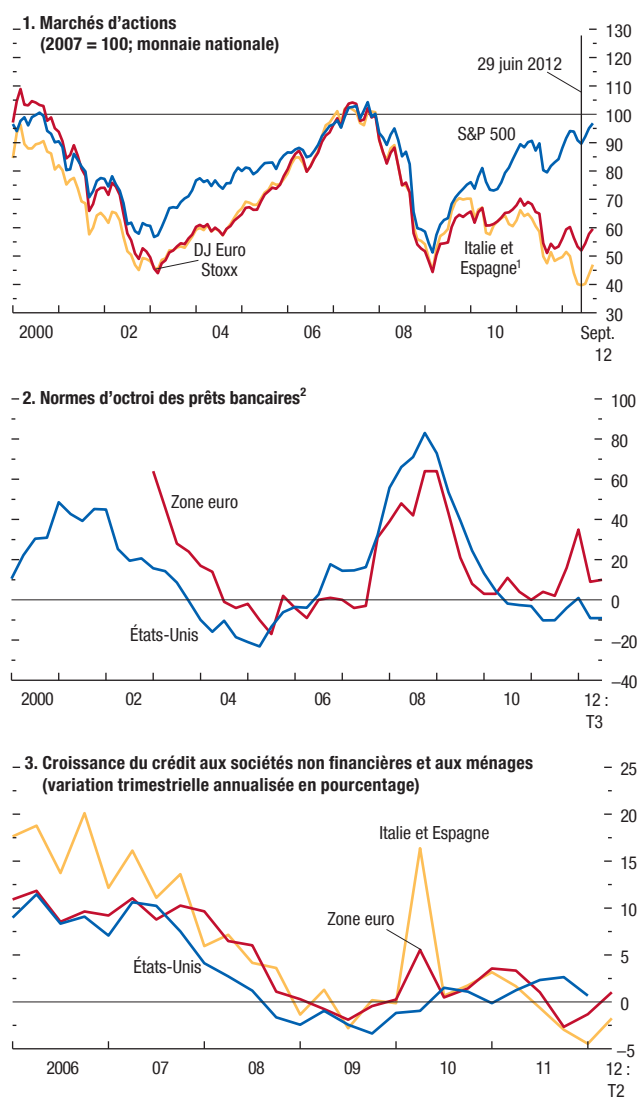 1. Marchés d'actions
(2007 = 100; monnaie nationale)
130
120
110
100
90
80
70
60
50
40
30
29 juin 2012
S&P 500
DJ Euro
Stoxx
Italie et
Espagne¹
2000
02
04
06
08
10
Sept.
12
2. Normes d'octroi des prêts bancaires²
100
80
60
40
20
0
–20
–40
Zone euro
États-Unis
2000
02
04
06
08
10
12 :
T3
3. Croissance du crédit aux sociétés non financières et aux ménages
(variation trimestrielle annualisée en pourcentage)
25
20
15
10
5
0
–5
Italie et Espagne
Zone euro
États-Unis
2006
07
08
09
10
11
12 :
T2